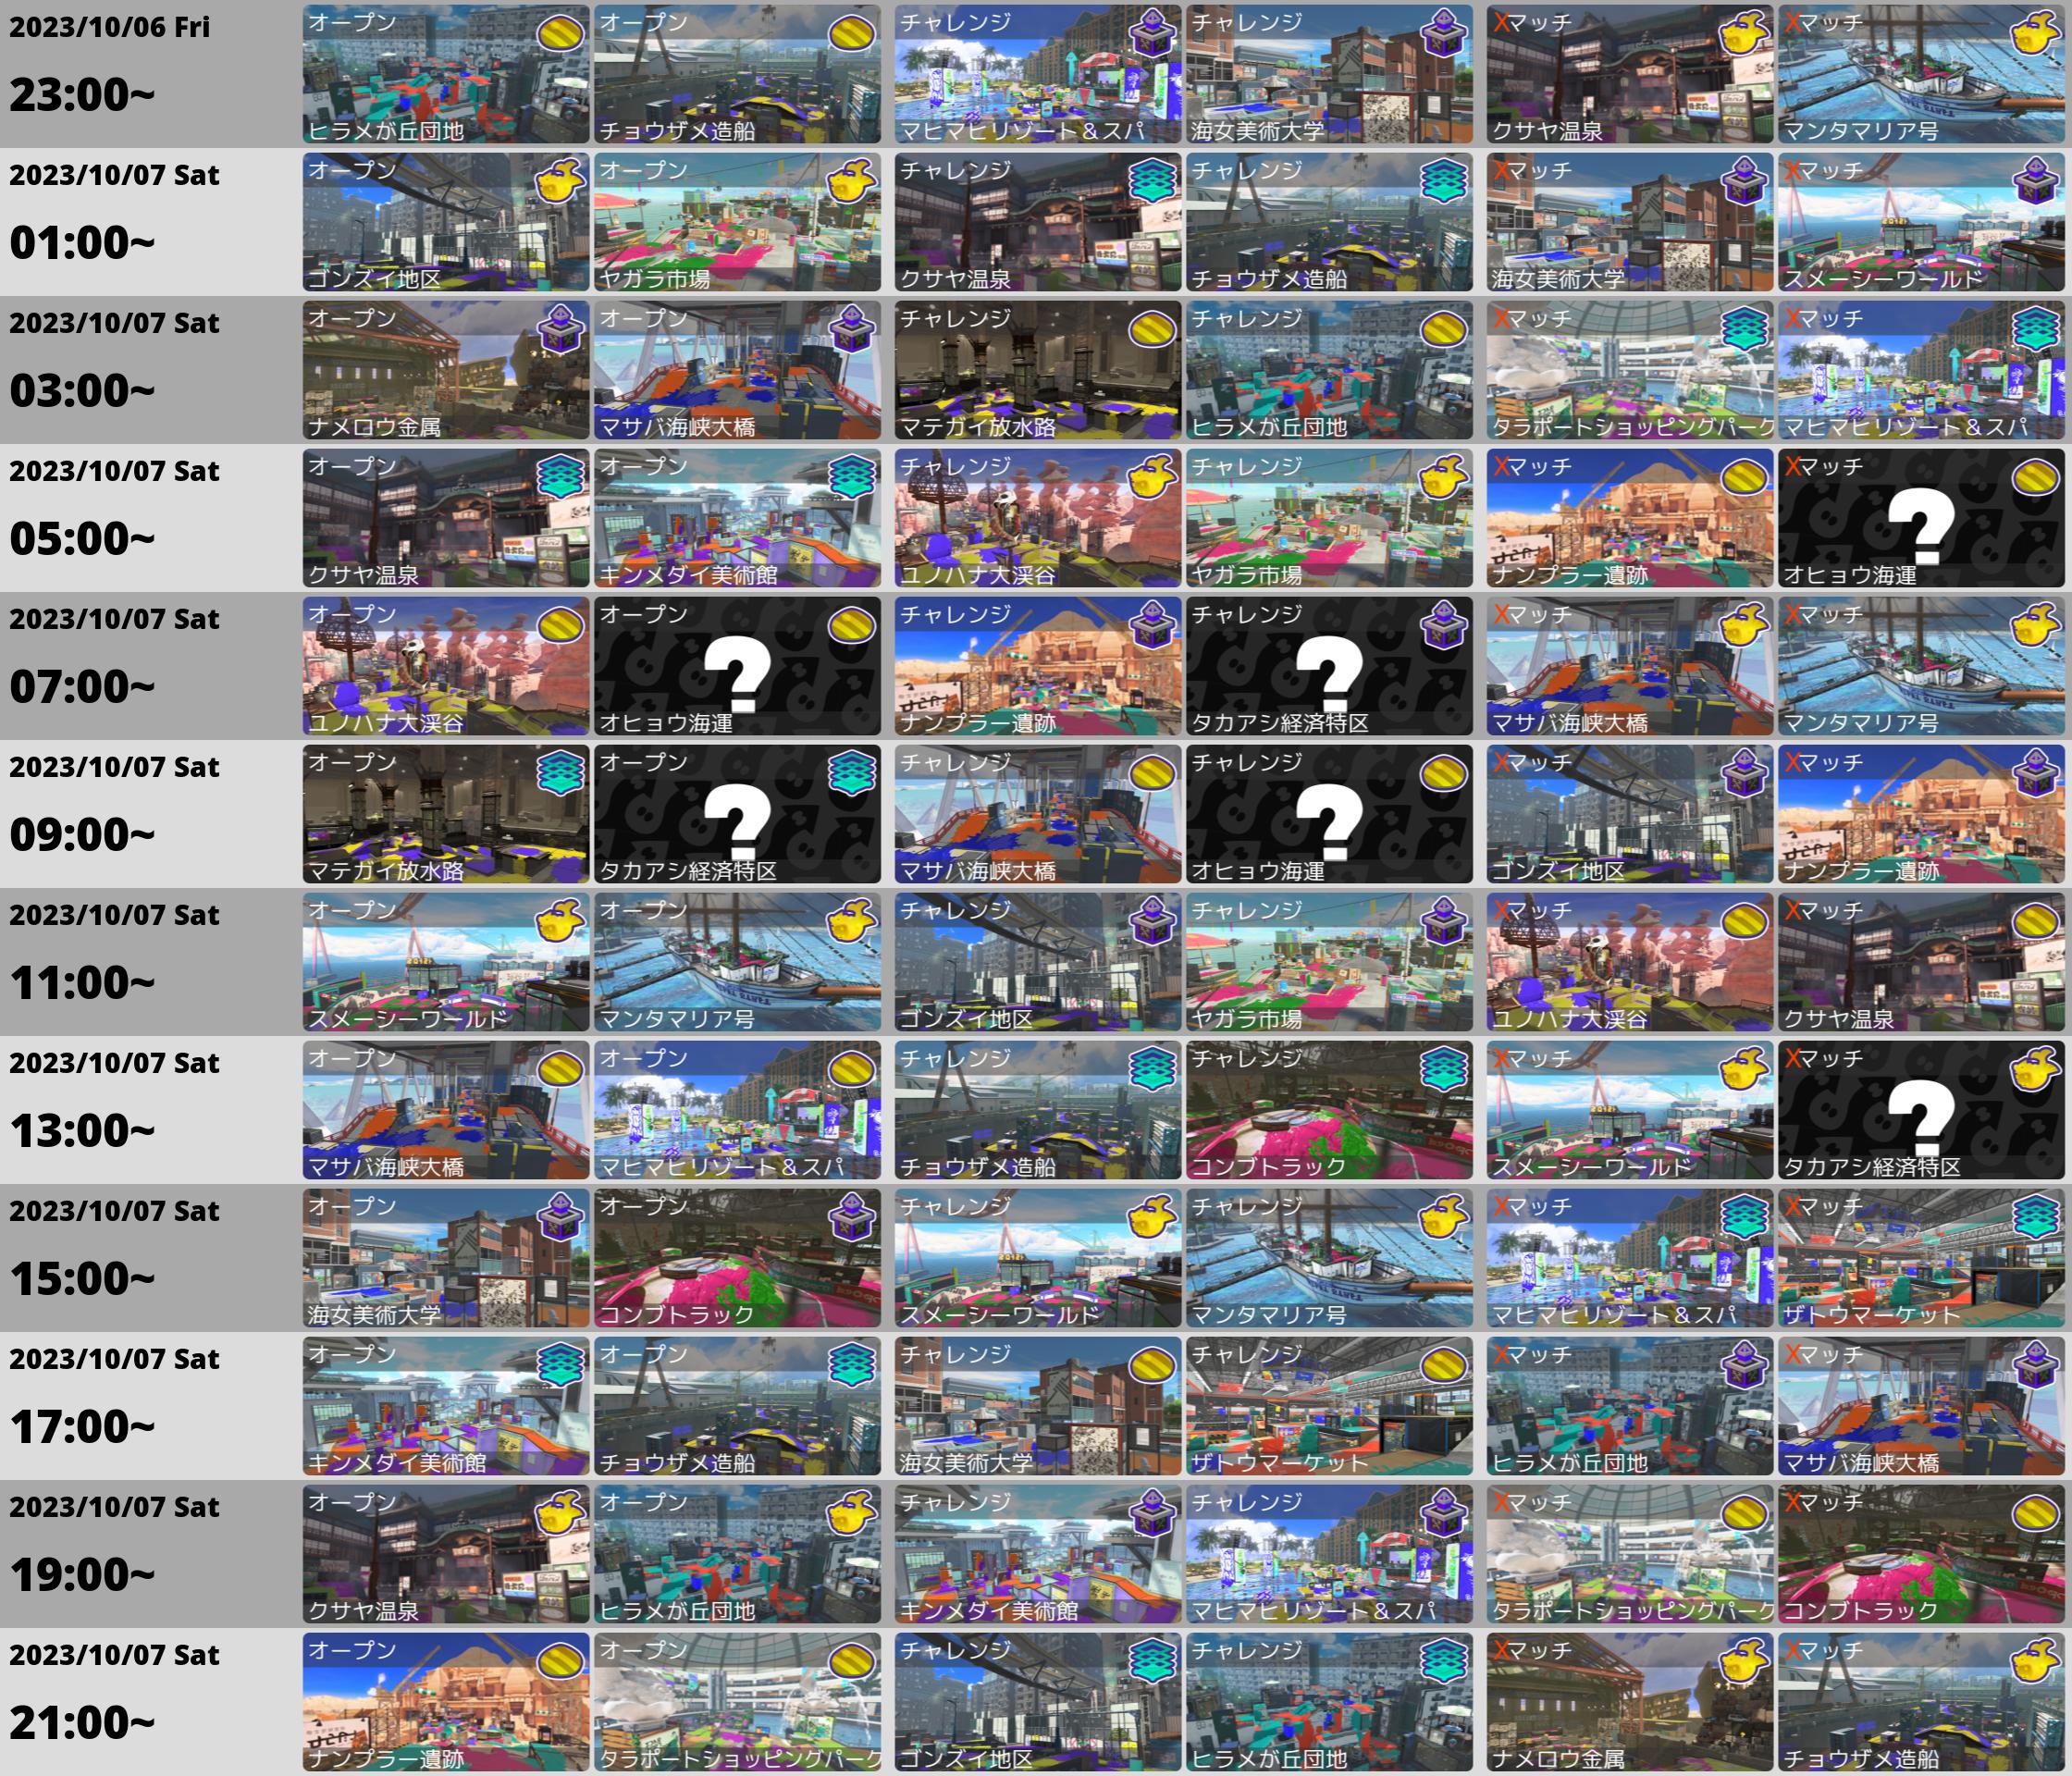 2023/10/06 Fri
23:00~
オープン オープン チャレンジ チャレンジ Xマッチ Xマッチ
ヒラメが丘団地 チョウザメ造船 マヒマヒリゾート＆スパ 海女美術大学 クサヤ温泉 マンタマリア号
2023/10/07 Sat
01:00~
オープン オープン チャレンジ チャレンジ Xマッチ Xマッチ
ゴンズイ地区 ヤガラ市場 クサヤ温泉 チョウザメ造船 海女美術大学 スメーシーワールド
2023/10/07 Sat
03:00~
オープン オープン チャレンジ チャレンジ Xマッチ Xマッチ
ナメロウ金属 マサバ海峡大橋 マテガイ放水路 ヒラメが丘団地 タラポートショッピングパーク マヒマヒリゾート＆スパ
2023/10/07 Sat
05:00~
オープン オープン チャレンジ チャレンジ Xマッチ Xマッチ
クサヤ温泉 キンメダイ美術館 ユノハナ大渓谷 ヤガラ市場 ナンプラー遺跡 オヒョウ海運
2023/10/07 Sat
07:00~
オープン オープン チャレンジ チャレンジ Xマッチ Xマッチ
ユノハナ大渓谷 オヒョウ海運 ナンプラー遺跡 タカアシ経済特区 マサバ海峡大橋 マンタマリア号
2023/10/07 Sat
09:00~
オープン オープン チャレンジ チャレンジ Xマッチ Xマッチ
マテガイ放水路 タカアシ経済特区 マサバ海峡大橋 オヒョウ海運 ゴンズイ地区 ナンプラー遺跡
2023/10/07 Sat
11:00~
オープン オープン チャレンジ チャレンジ Xマッチ Xマッチ
スメーシーワールド マンタマリア号 ゴンズイ地区 ヤガラ市場 ユノハナ大渓谷 クサヤ温泉
2023/10/07 Sat
13:00~
オープン オープン チャレンジ チャレンジ Xマッチ Xマッチ
マサバ海峡大橋 マヒマヒリゾート＆スパ チョウザメ造船 コンブトラック スメーシーワールド タカアシ経済特区
2023/10/07 Sat
15:00~
オープン オープン チャレンジ チャレンジ Xマッチ Xマッチ
海女美術大学 コンブトラック スメーシーワールド マンタマリア号 マヒマヒリゾート＆スパ ザトウマーケット
2023/10/07 Sat
17:00~
オープン オープン チャレンジ チャレンジ Xマッチ Xマッチ
キンメダイ美術館 チョウザメ造船 海女美術大学 ザトウマーケット ヒラメが丘団地 マサバ海峡大橋
2023/10/07 Sat
19:00~
オープン オープン チャレンジ チャレンジ Xマッチ Xマッチ
クサヤ温泉 ヒラメが丘団地 キンメダイ美術館 マヒマヒリゾート＆スパ タラポートショッピングパーク コンブトラック
2023/10/07 Sat
21:00~
オープン オープン チャレンジ チャレンジ Xマッチ Xマッチ
ナンプラー遺跡 タラポートショッピングパーク ゴンズイ地区 ヒラメが丘団地 ナメロウ金属 チョウザメ造船